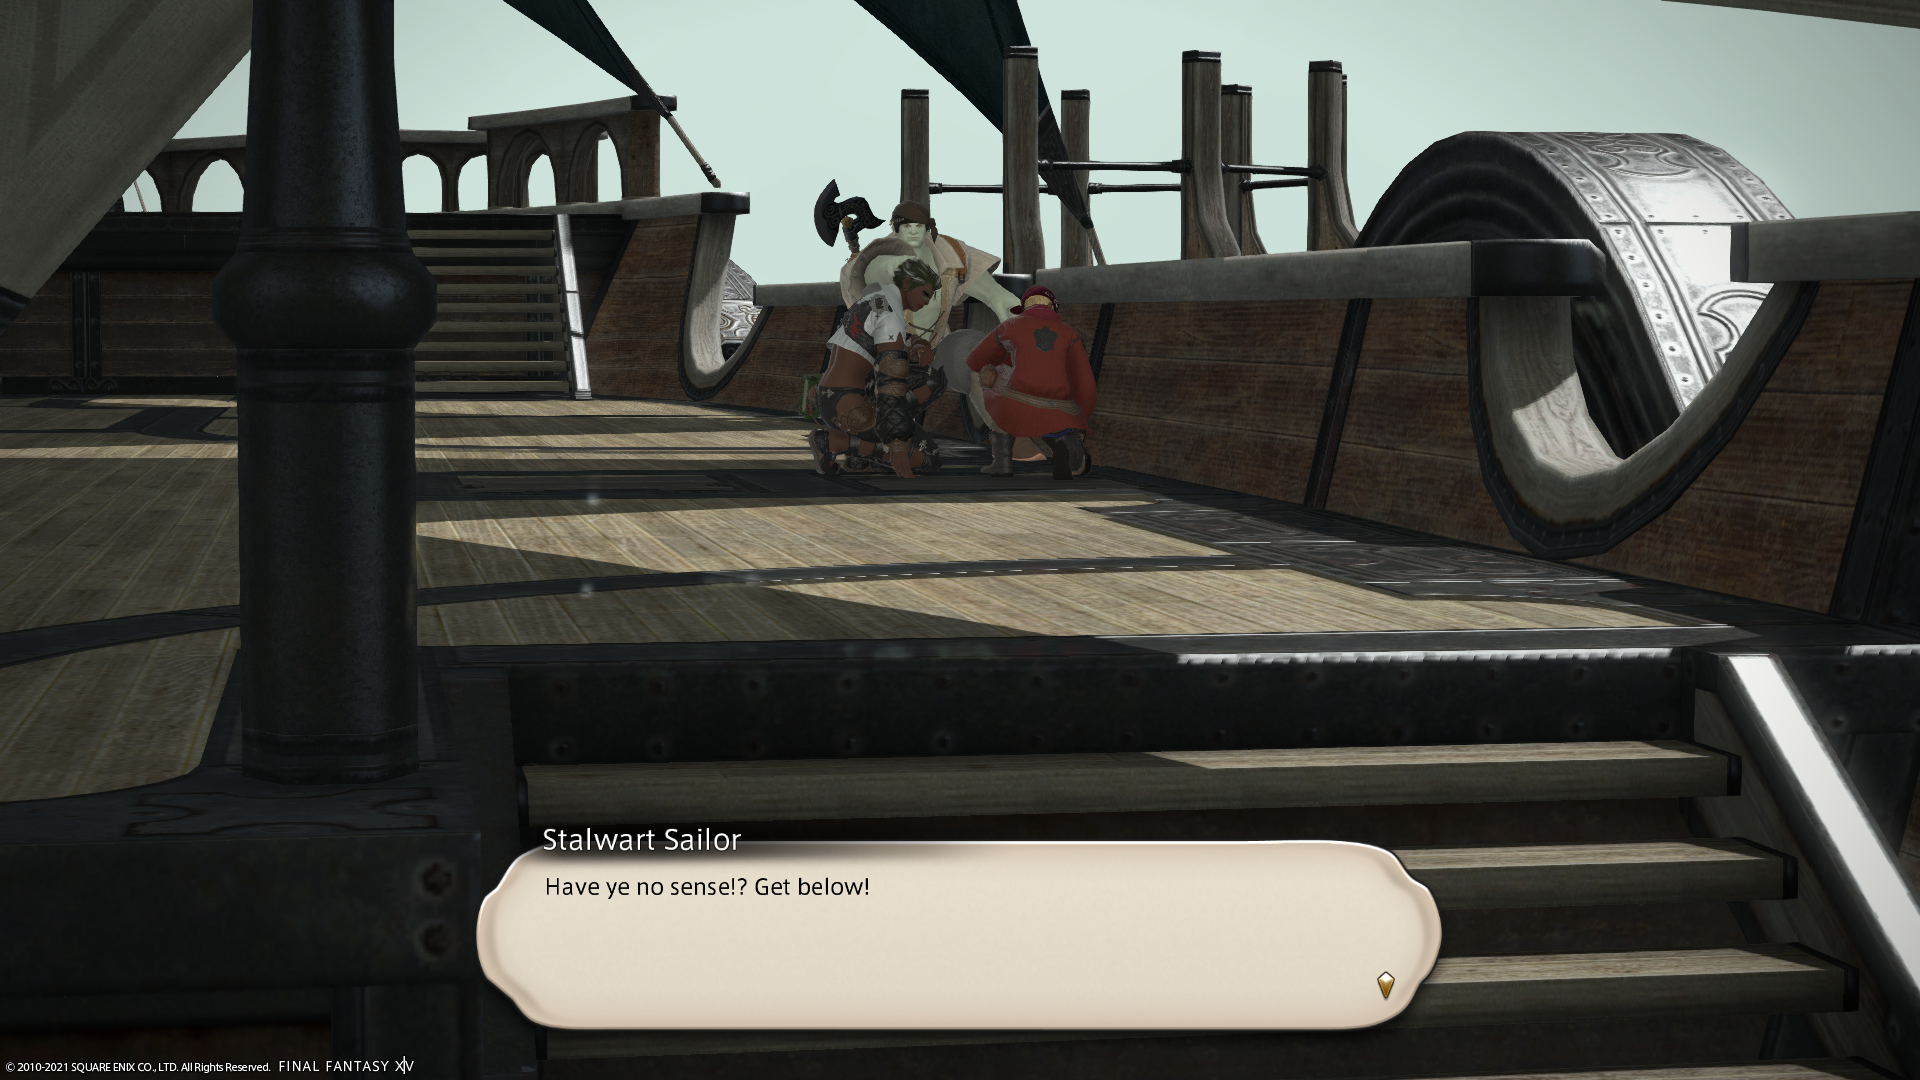 Stalwart Sailor
Have ye no sense!? Get below!
© 2010-2021 SQUARE ENIX CO., LTD. All Rights Reserved. FINAL FANTASY XIV